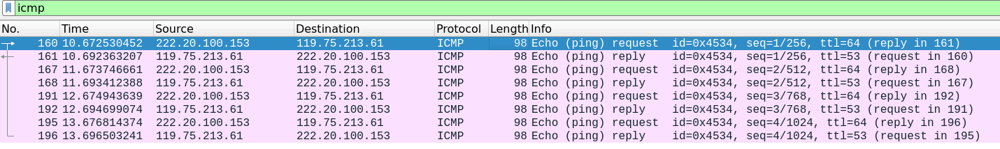 icmp
No. Time Source Destination Protocol Length Info
160 10.672530452 222.20.100.153 119.75.213.61 ICMP 98 Echo (ping) request id=0x4534, seq=1/256, ttl=64 (reply in 161)
161 10.692363207 119.75.213.61 222.20.100.153 ICMP 98 Echo (ping) reply id=0x4534, seq=1/256, ttl=53 (request in 160)
167 11.673746661 222.20.100.153 119.75.213.61 ICMP 98 Echo (ping) request id=0x4534, seq=2/512, ttl=64 (reply in 168)
168 11.693412388 119.75.213.61 222.20.100.153 ICMP 98 Echo (ping) reply id=0x4534, seq=2/512, ttl=53 (request in 167)
191 12.674943639 222.20.100.153 119.75.213.61 ICMP 98 Echo (ping) request id=0x4534, seq=3/768, ttl=64 (reply in 192)
192 12.694699074 119.75.213.61 222.20.100.153 ICMP 98 Echo (ping) reply id=0x4534, seq=3/768, ttl=53 (request in 191)
195 13.676814374 222.20.100.153 119.75.213.61 ICMP 98 Echo (ping) request id=0x4534, seq=4/1024, ttl=64 (reply in 196)
196 13.696503241 119.75.213.61 222.20.100.153 ICMP 98 Echo (ping) reply id=0x4534, seq=4/1024, ttl=53 (request in 195)